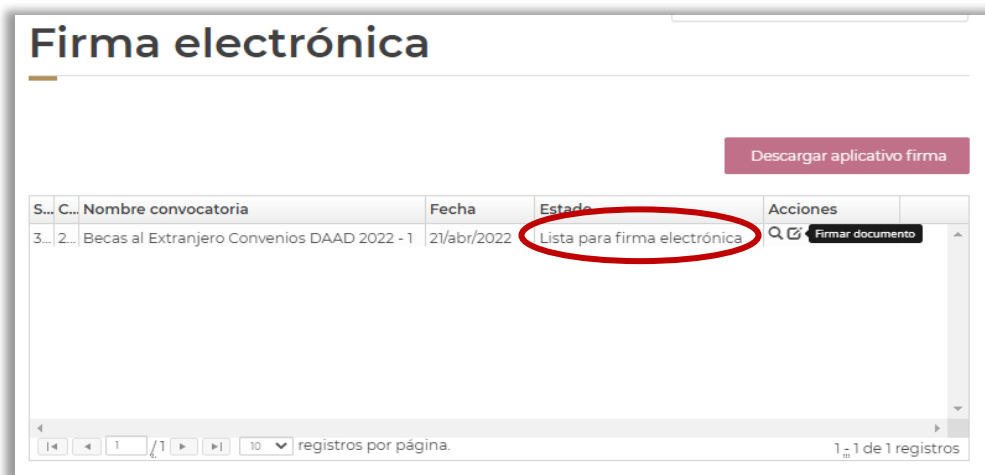 Firma electrónica
Descargar aplicativo firma
S... C... Nombre convocatoria Fecha Estado Acciones
3... 2... Becas al Extranjero Convenios DAAD 2022 - 1 21/abr/2022 Lista para firma electrónica Firmar documento
1 /1 10 registros por página. 1 - 1 de 1 registros